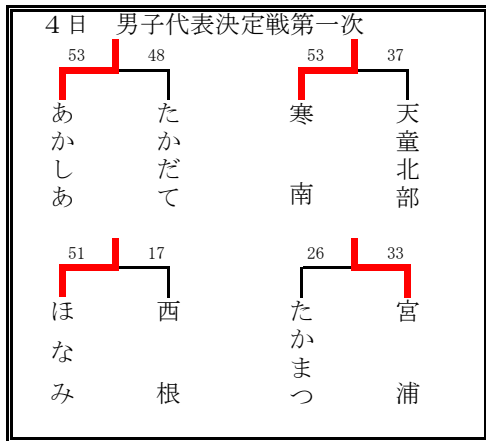 4日 男子代表決定戦第一次
53 48
あかしあ
たかだて
53 37
寒南
天童北部
51 17
ほなみ
西根
26 33
たかまつ
宮浦